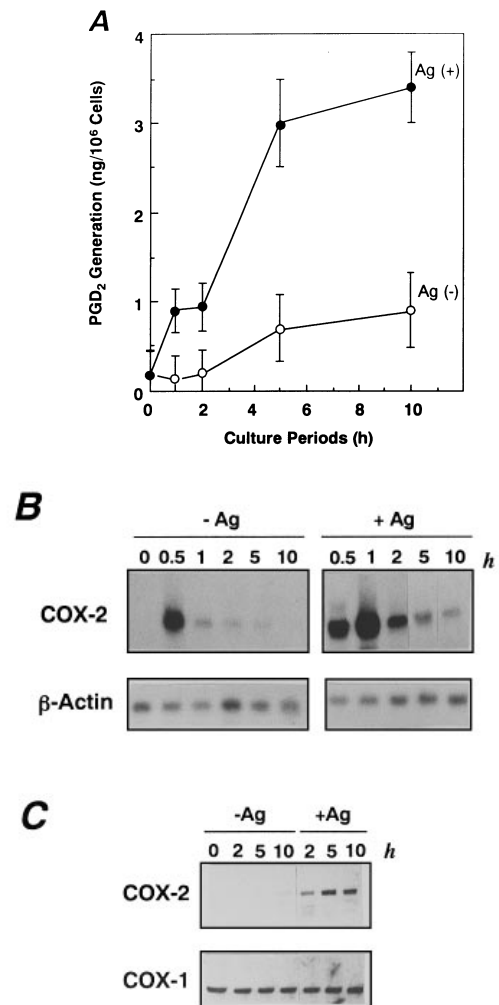 A
4
3
2
1
0
PGD₂ Generation (ng/10⁶ Cells)
Ag (+)
Ag (-)
0 2 4 6 8 10
Culture Periods (h)
B
- Ag + Ag
0 0.5 1 2 5 10 0.5 1 2 5 10 h
COX-2
β-Actin
C
-Ag +Ag
0 2 5 10 2 5 10 h
COX-2
COX-1